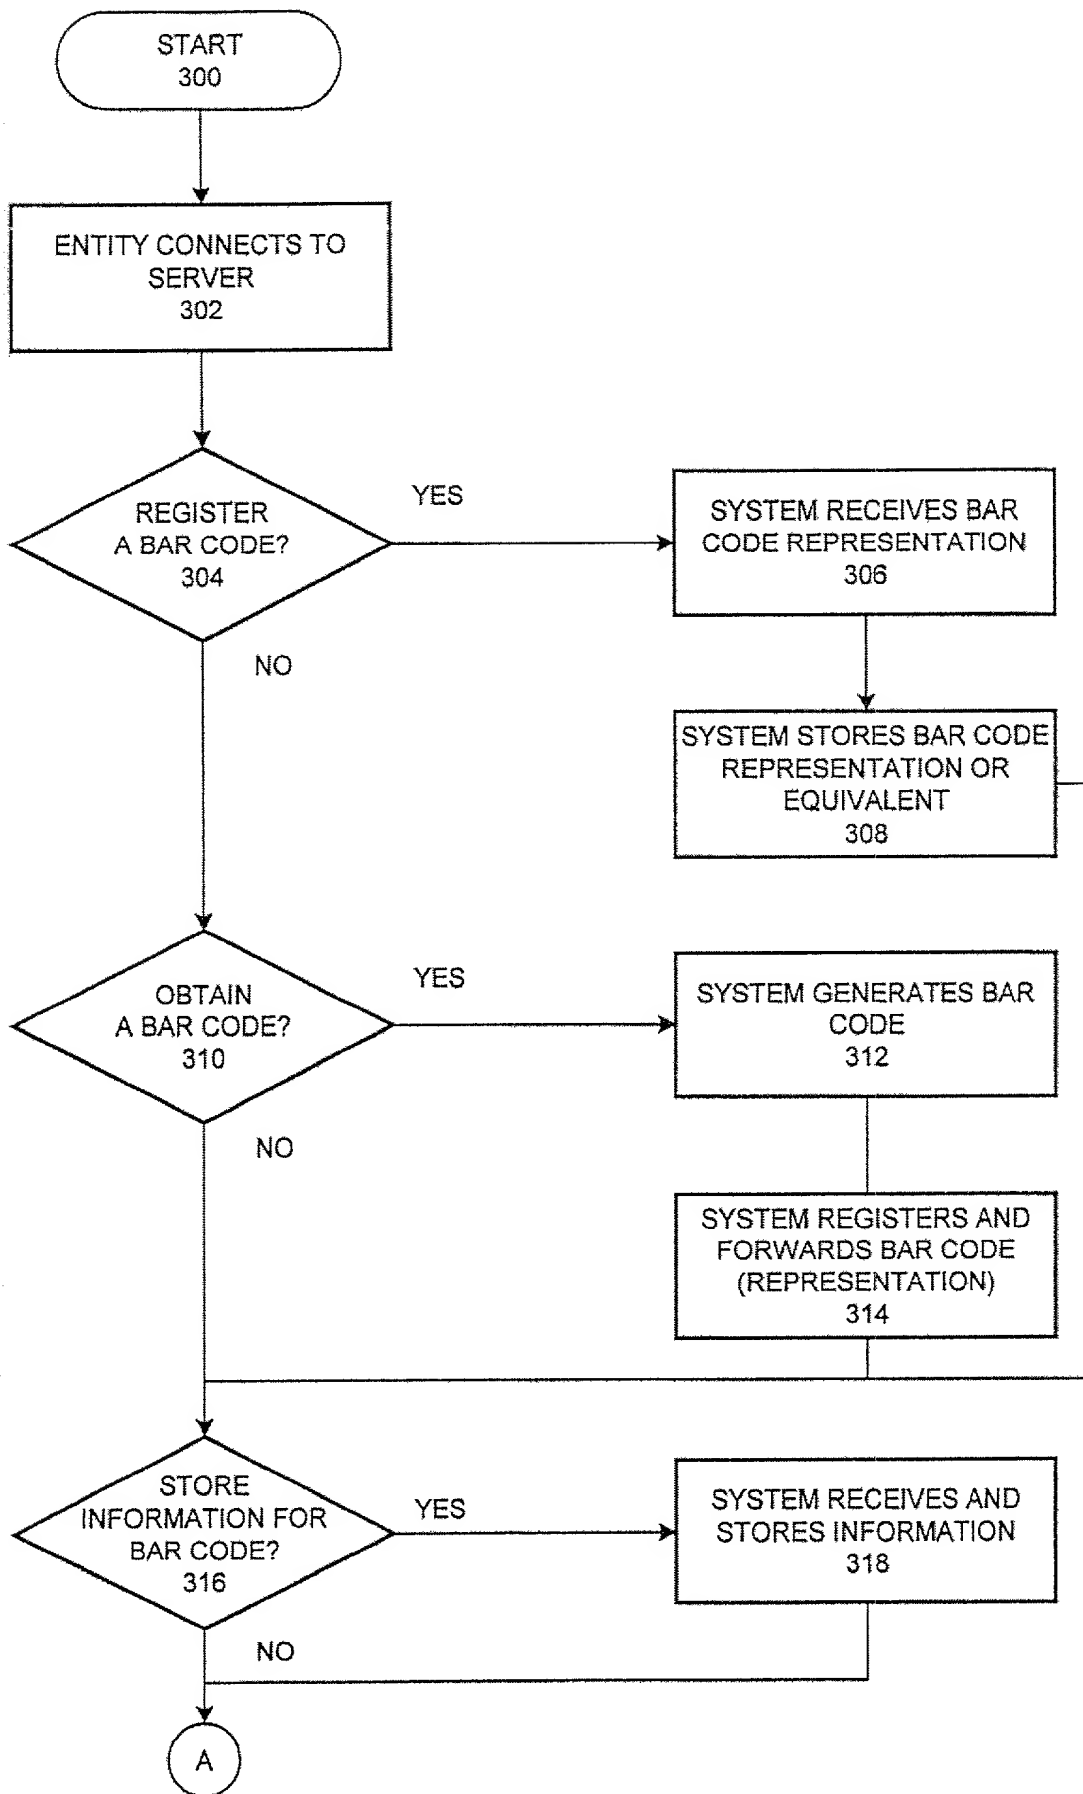 START
300
ENTITY CONNECTS TO
SERVER
302
REGISTER
A BAR CODE?
304
YES
SYSTEM RECEIVES BAR
CODE REPRESENTATION
306
NO
SYSTEM STORES BAR CODE
REPRESENTATION OR
EQUIVALENT
308
OBTAIN
A BAR CODE?
310
YES
SYSTEM GENERATES BAR
CODE
312
NO
SYSTEM REGISTERS AND
FORWARDS BAR CODE
(REPRESENTATION)
314
STORE
INFORMATION FOR
BAR CODE?
316
YES
SYSTEM RECEIVES AND
STORES INFORMATION
318
NO
A